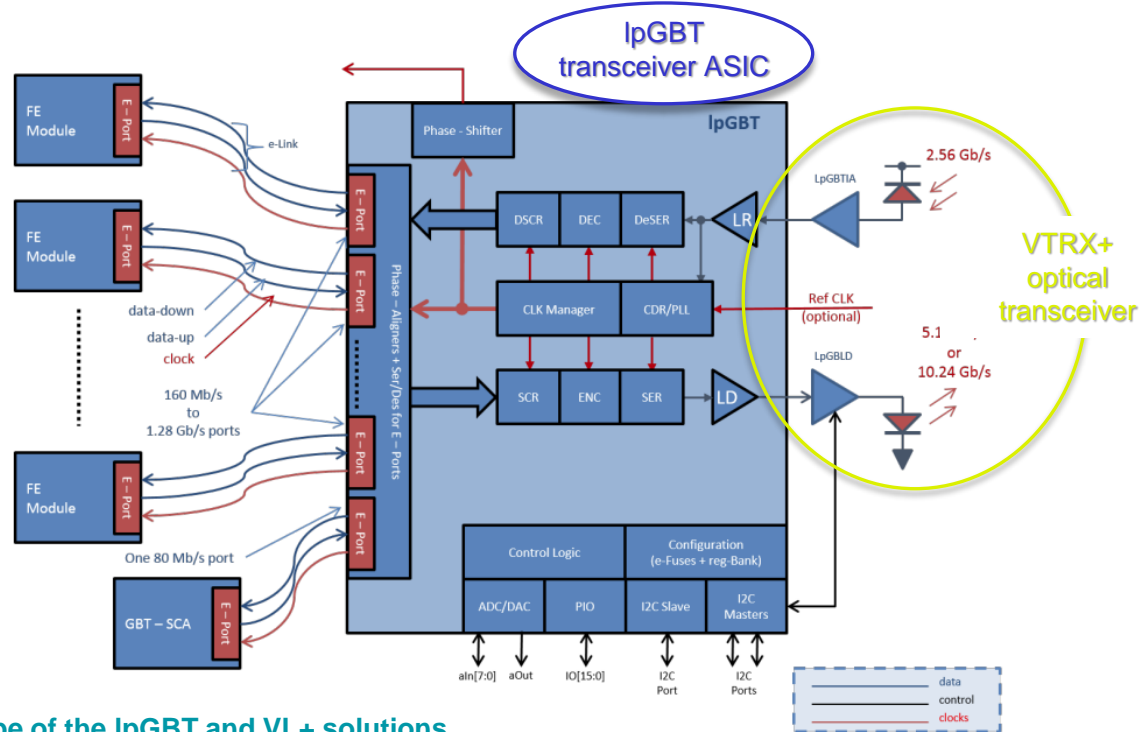 lpGBT
transceiver ASIC
lpGBT
Phase - Shifter
FE
Module
E – Port
e-Link
FE
Module
E – Port
data-down
data-up
clock
160 Mb/s
to
1.28 Gb/s ports
FE
Module
E – Port
One 80 Mb/s port
GBT – SCA
E – Port
E – Port
E – Port
E – Port
E – Port
Phase – Aligners + Ser/Des for E – Ports
DSCR DEC DeSER LR
CLK Manager CDR/PLL
SCR ENC SER LD
LpGBTIA
2.56 Gb/s
Ref CLK
(optional)
LpGBLD
or
10.24 Gb/s
VTRX+
optical
transceiver
Control Logic
Configuration
(e-Fuses + reg-Bank)
ADC/DAC PIO I2C Slave I2C
Masters
aIn[7:0] aOut IO[15:0] I2C
Port
I2C
Ports
data
control
clocks
of the lpGBT and VL+ solutions